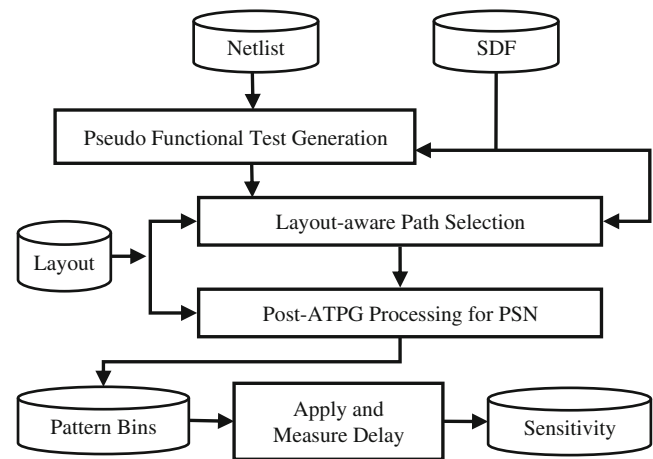 Netlist
SDF
Pseudo Functional Test Generation
Layout-aware Path Selection
Layout
Post-ATPG Processing for PSN
Pattern Bins
Apply and
Measure Delay
Sensitivity